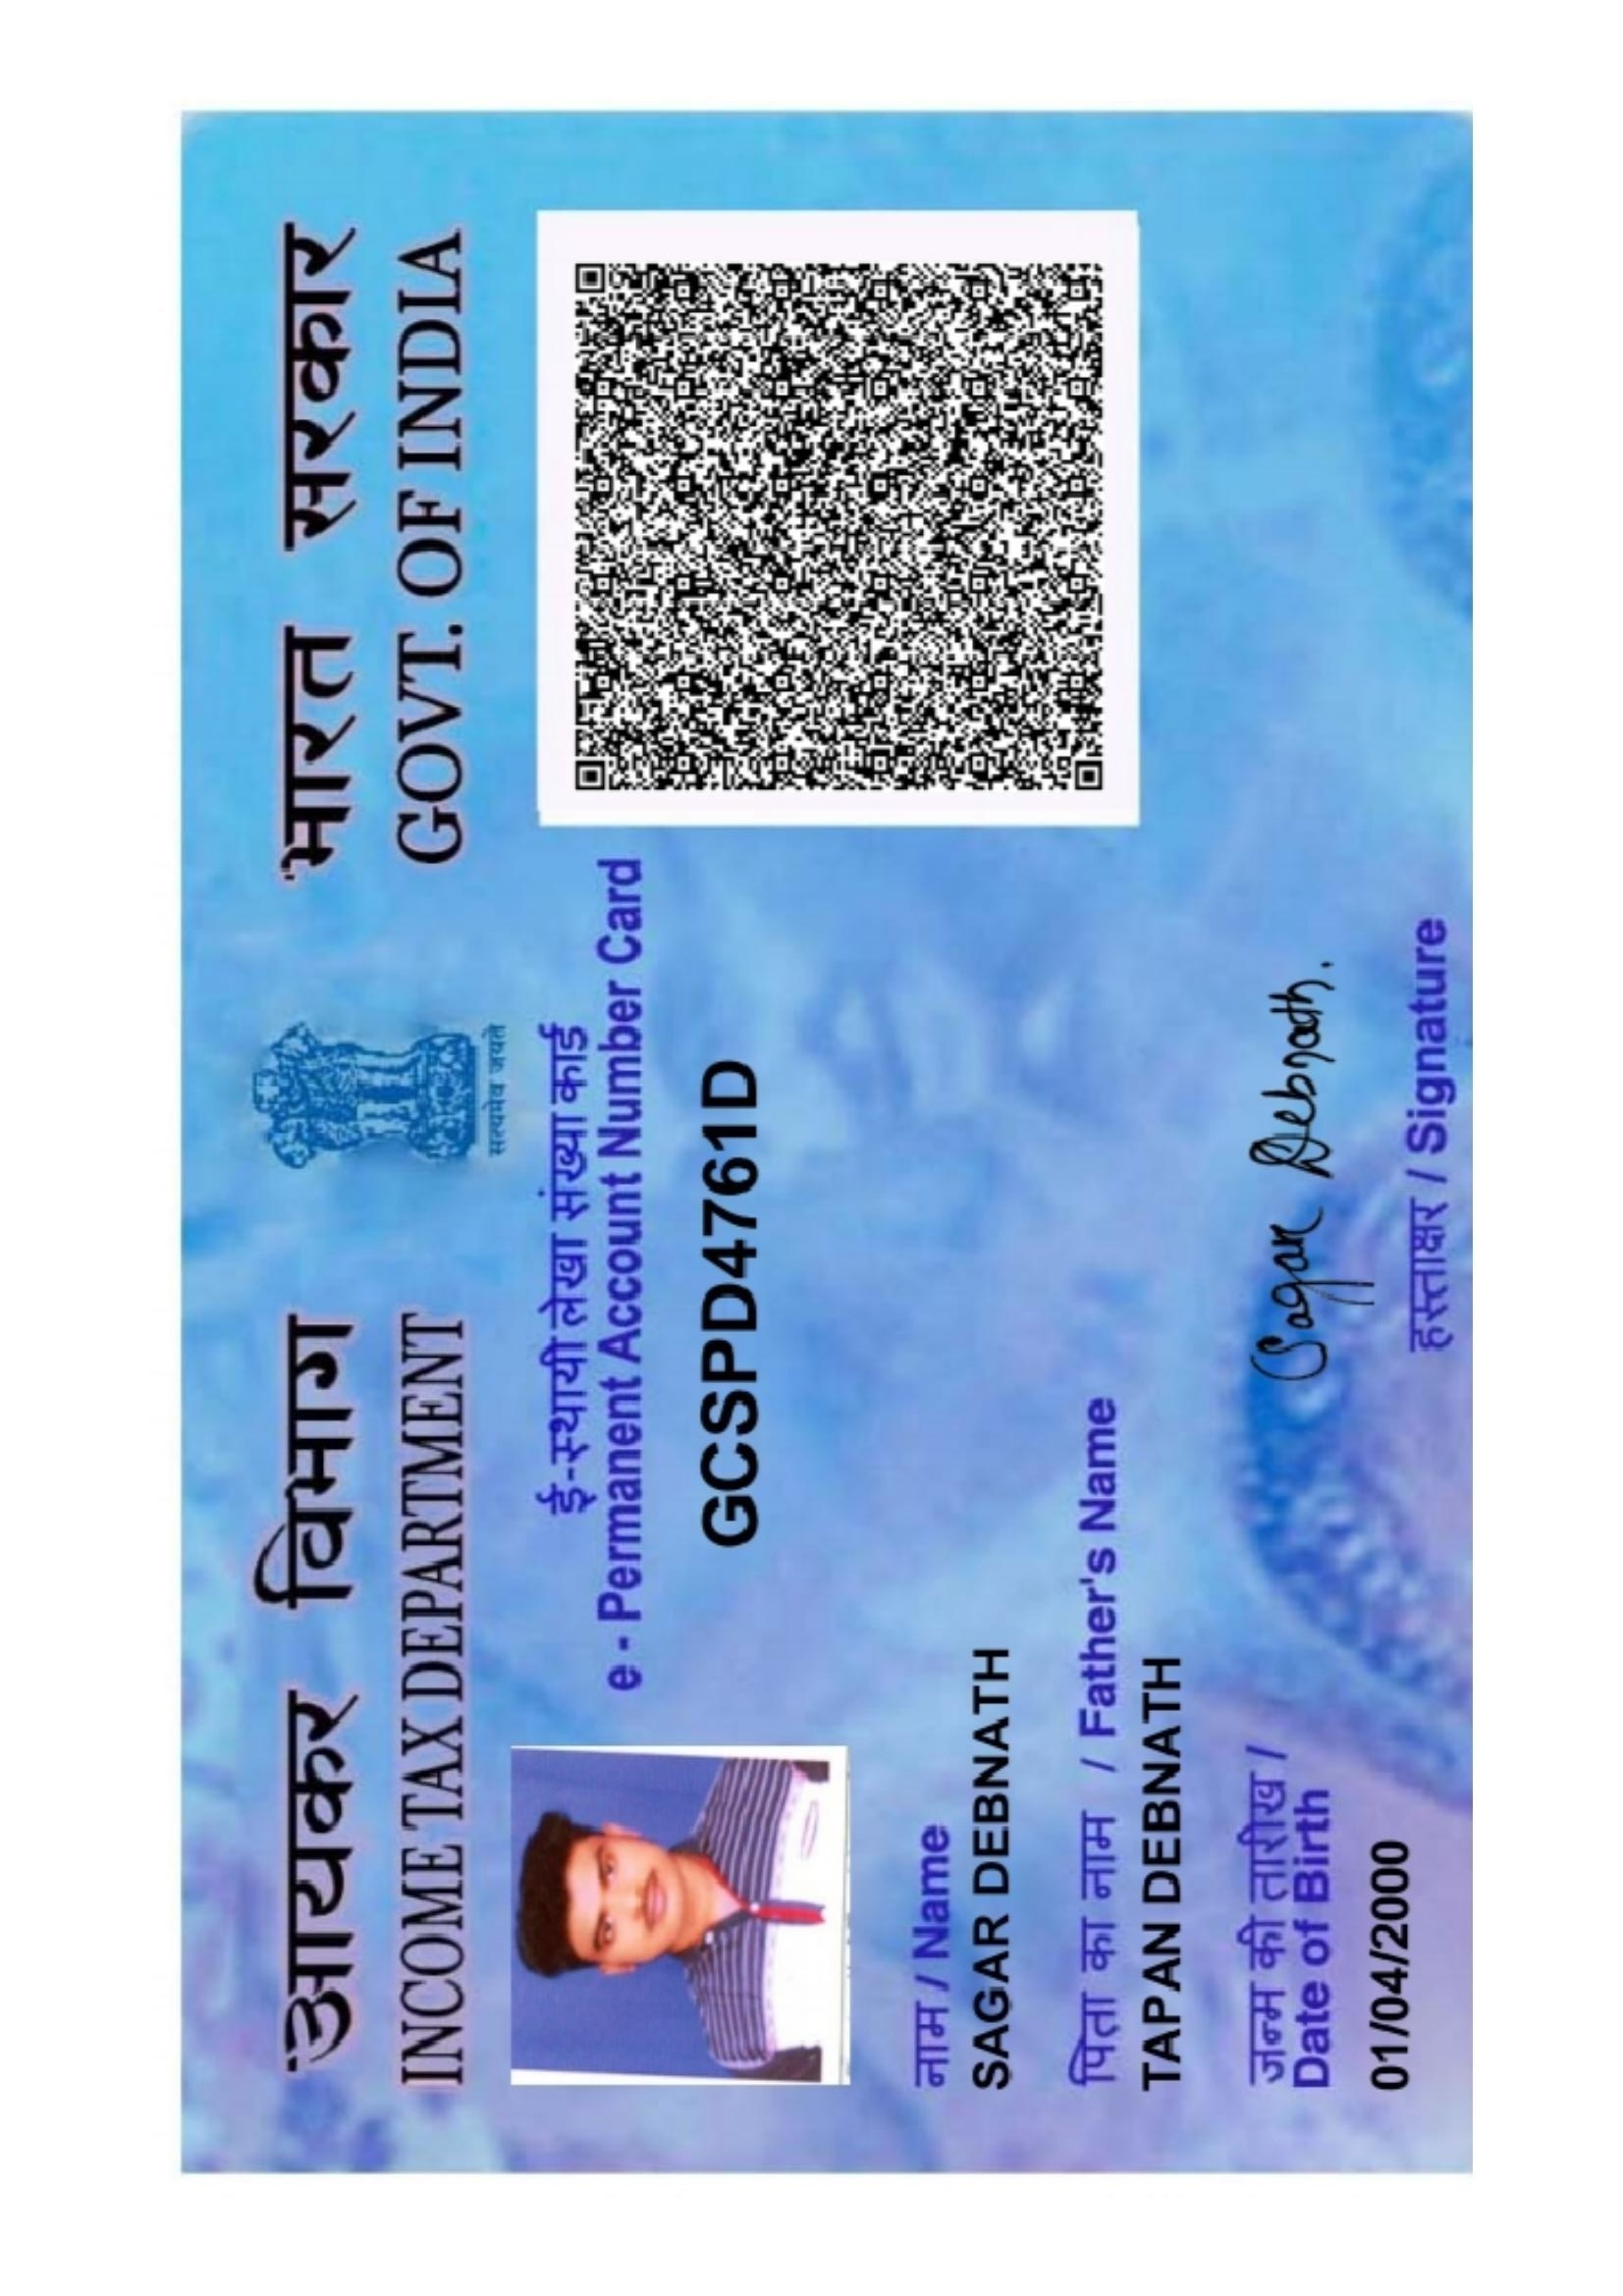 आयकर विभाग
INCOME TAX DEPARTMENT
सत्यमेव जयते
भारत सरकार
GOVT. OF INDIA
ई-स्थायी लेखा संख्या कार्ड
e - Permanent Account Number Card
GCSPD4761D
नाम / Name
SAGAR DEBNATH
पिता का नाम / Father's Name
TAPAN DEBNATH
जन्म की तारीख /
Date of Birth
01/04/2000
Sagar Debnath.
हस्ताक्षर / Signature